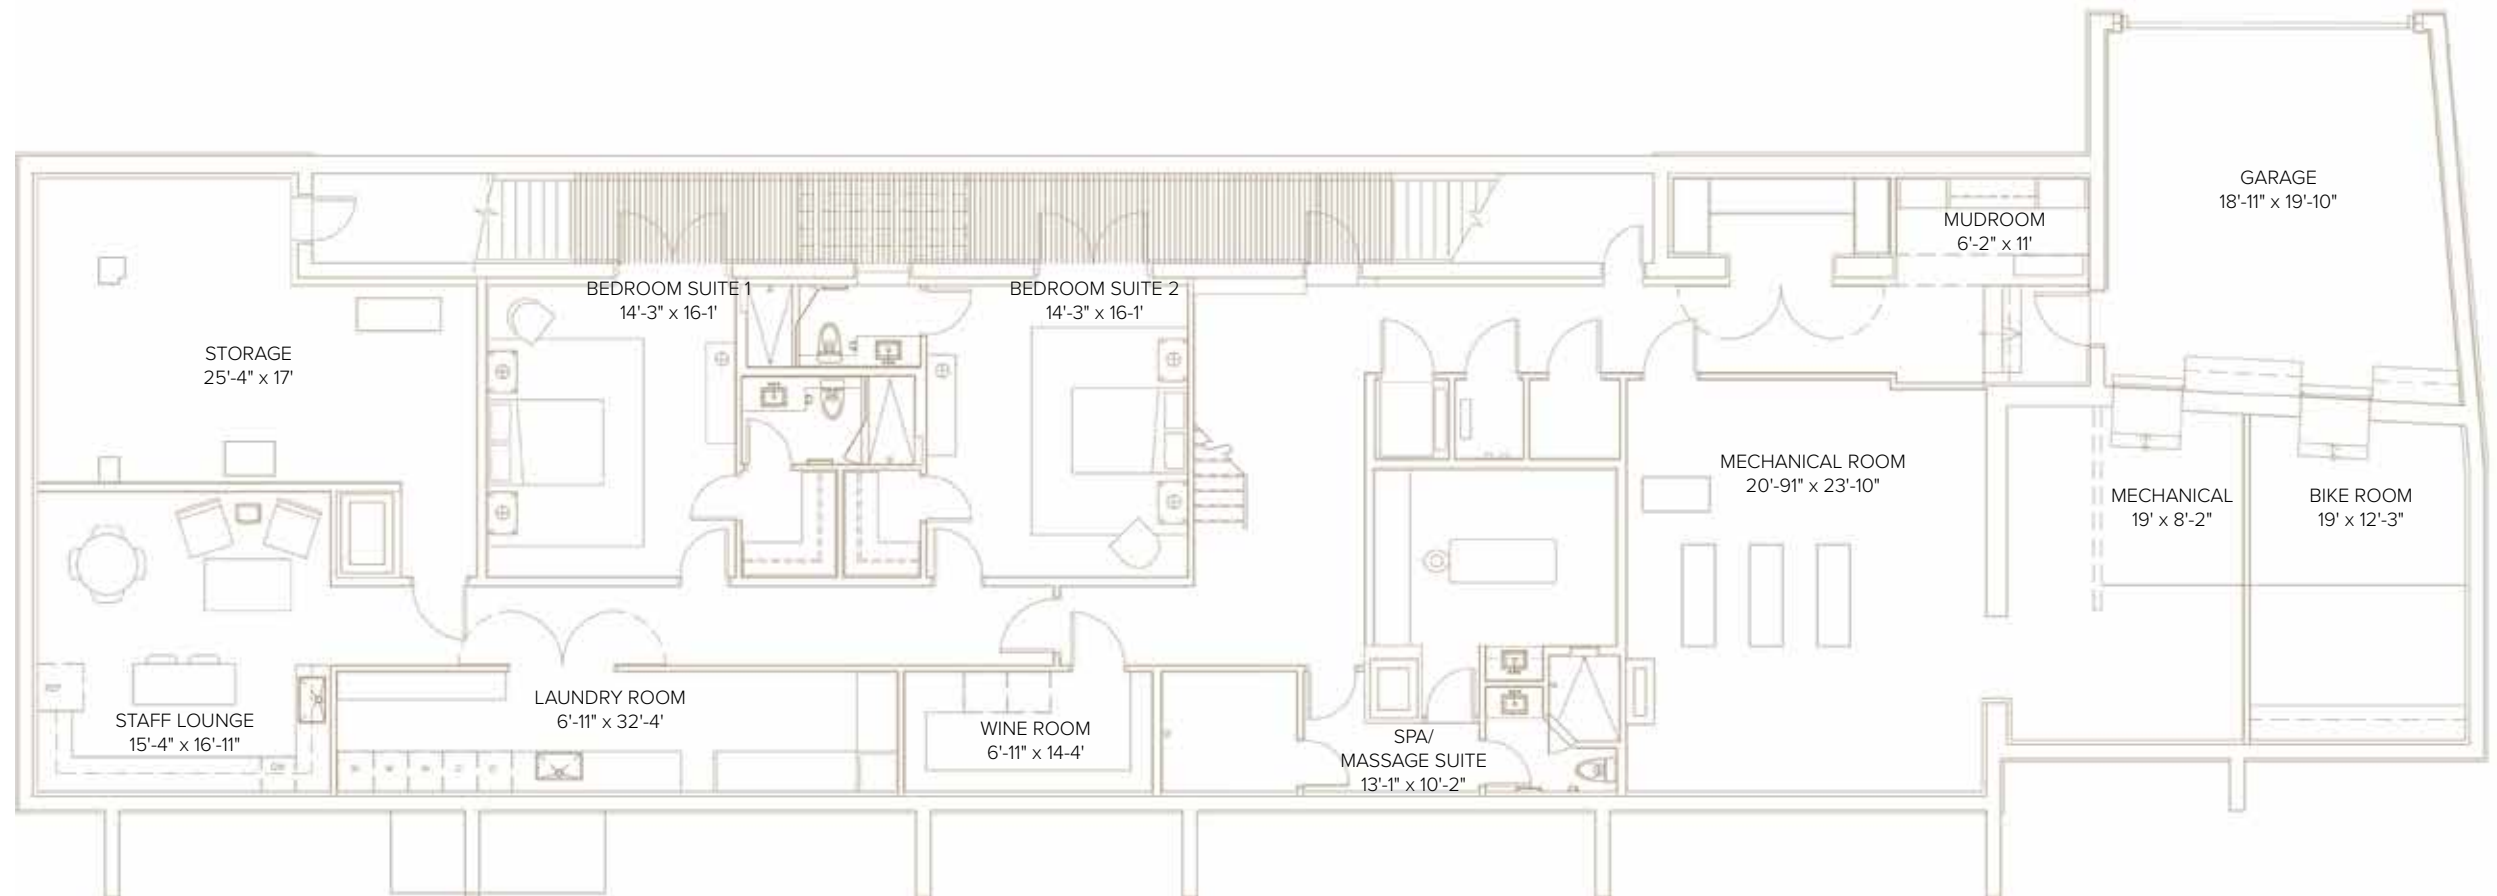 GARAGE
18'-11" x 19'-10"
MUDROOM
6'-2" x 11'
BEDROOM SUITE 1
14'-3" x 16-1'
BEDROOM SUITE 2
14'-3" x 16-1'
STORAGE
25'-4" x 17'
MECHANICAL ROOM
20'-91" x 23'-10"
MECHANICAL
19' x 8'-2"
BIKE ROOM
19' x 12'-3"
STAFF LOUNGE
15'-4" x 16'-11"
LAUNDRY ROOM
6'-11" x 32'-4'
WINE ROOM
6'-11" x 14-4'
SPA/
MASSAGE SUITE
13'-1" x 10'-2"